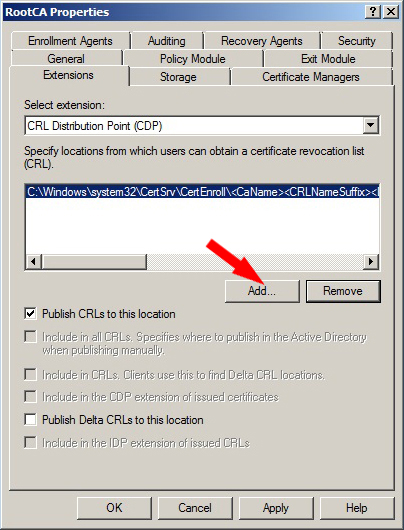 RootCA Properties
Enrollment Agents Auditing Recovery Agents Security
General Policy Module Exit Module
Extensions Storage Certificate Managers
Select extension:
CRL Distribution Point (CDP)
Specify locations from which users can obtain a certificate revocation list
(CRL).
C:\Windows\system32\CertSrv\CertEnroll\<CaName><CRLNameSuffix><
Add... Remove
Publish CRLs to this location
Include in all CRLs. Specifies where to publish in the Active Directory
when publishing manually.
Include in CRLs. Clients use this to find Delta CRL locations.
Include in the CDP extension of issued certificates
Publish Delta CRLs to this location
Include in the IDP extension of issued CRLs
OK Cancel Apply Help